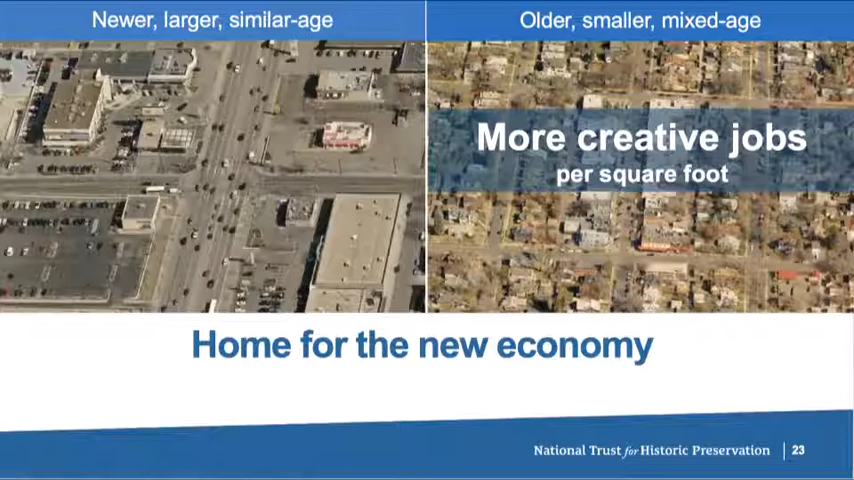 Newer, larger, similar-age
Older, smaller, mixed-age
More creative jobs
per square foot
Home for the new economy
National Trust for Historic Preservation | 23